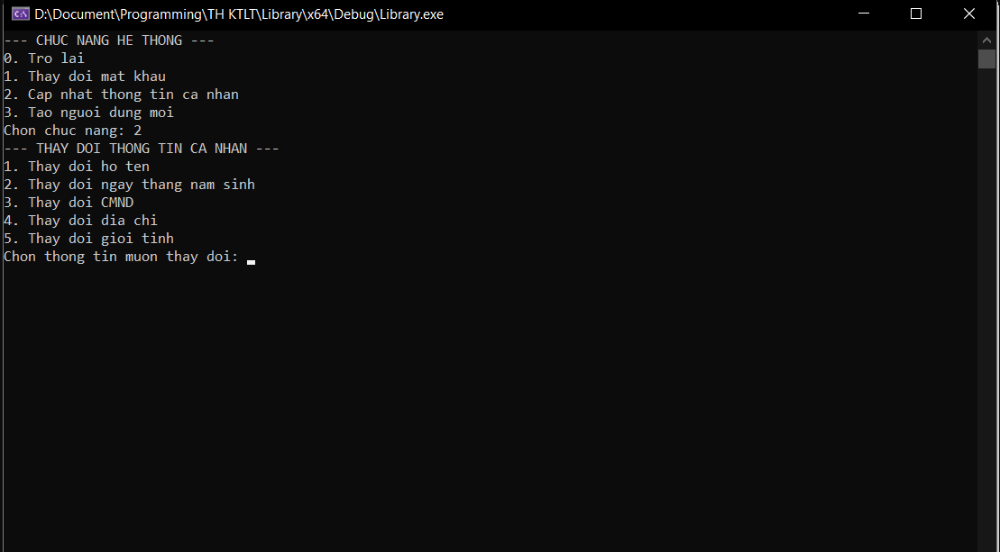 D:\Document\Programming\TH KTLT\Library\x64\Debug\Library.exe
--- CHUC NANG HE THONG ---
0. Tro lai
1. Thay doi mat khau
2. Cap nhat thong tin ca nhan
3. Tao nguoi dung moi
Chon chuc nang: 2
--- THAY DOI THONG TIN CA NHAN ---
1. Thay doi ho ten
2. Thay doi ngay thang nam sinh
3. Thay doi CMND
4. Thay doi dia chi
5. Thay doi gioi tinh
Chon thong tin muon thay doi: